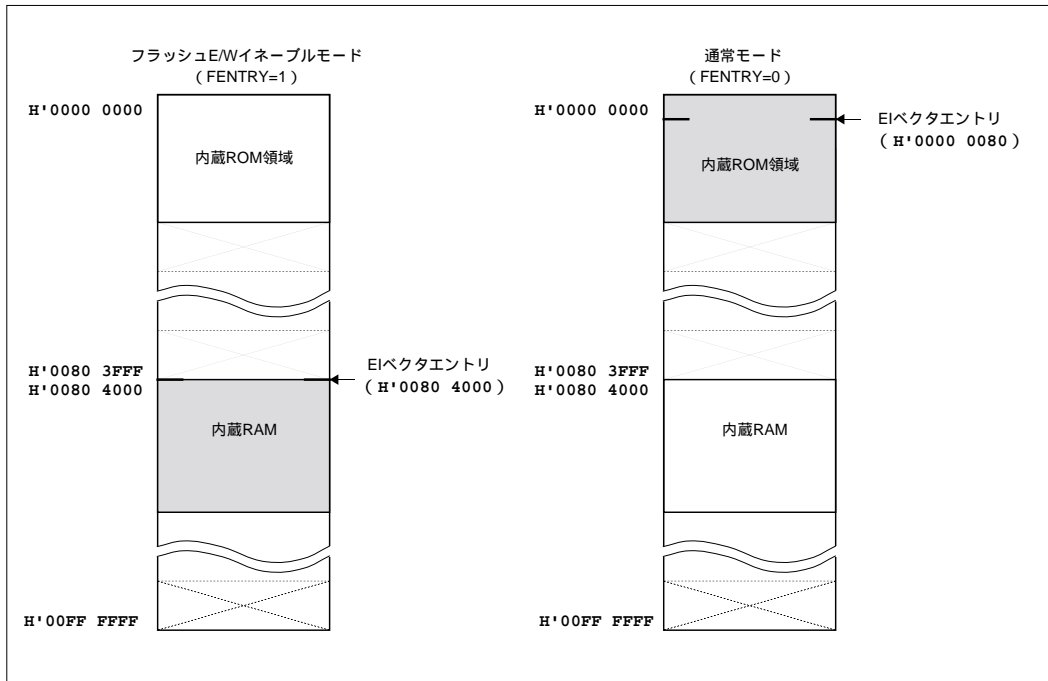 フラッシュE/Wイネーブルモード
（FENTRY=1）
H'0000 0000
内蔵ROM領域
H'0080 3FFF
H'0080 4000
EIベクタエントリ
（H'0080 4000）
内蔵RAM
H'00FF FFFF
通常モード
（FENTRY=0）
H'0000 0000
EIベクタエントリ
（H'0000 0080）
内蔵ROM領域
H'0080 3FFF
H'0080 4000
内蔵RAM
H'00FF FFFF